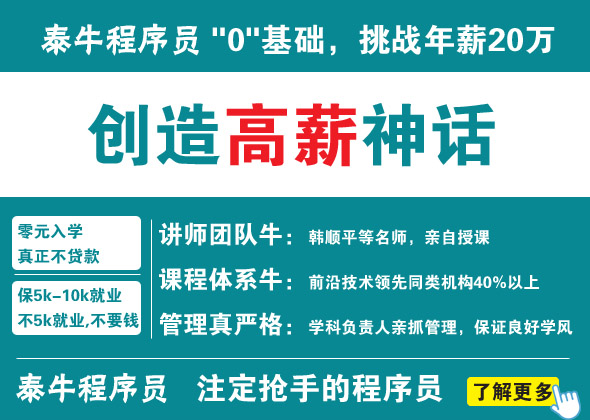 泰牛程序员 "0"基础，挑战年薪20万
创造高薪神话
零元入学
真正不贷款
保5k-10k就业
不5k就业,不要钱
讲师团队牛：韩顺平等名师，亲自授课
课程体系牛：前沿技术领先同类机构40%以上
管理真严格：学科负责人亲抓管理，保证良好学风
泰牛程序员 注定抢手的程序员
了解更多